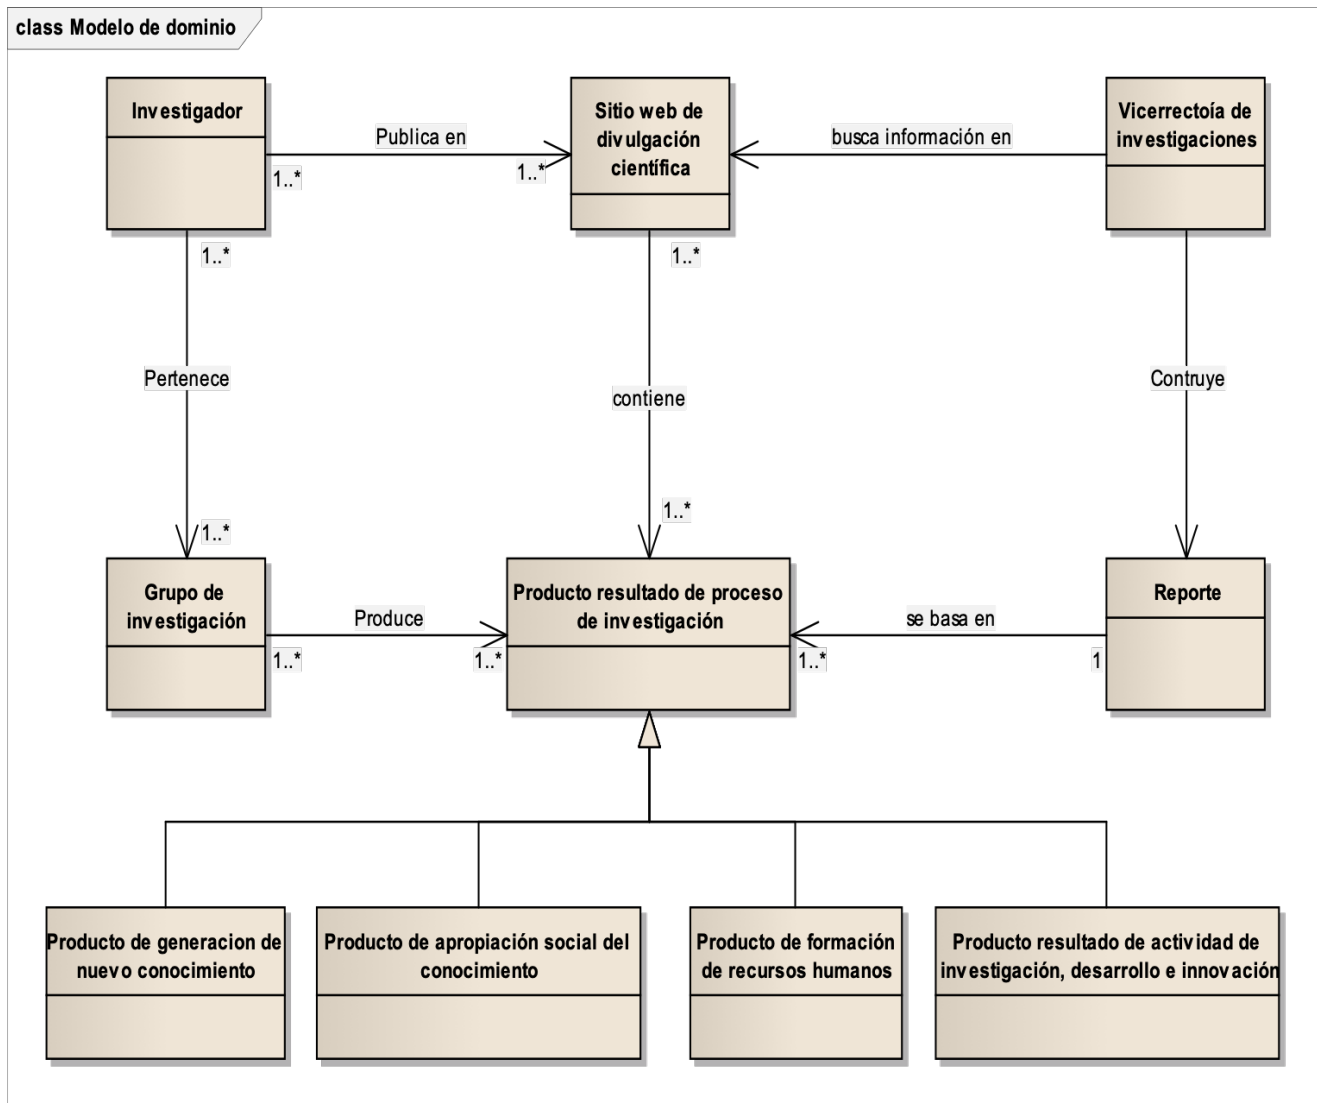 class Modelo de dominio
Investigador
Publica en
1..*
1..*
Sitio web de
divulgación
científica
busca información en
Vicerrectoía de
investigaciones
1..*
1..*
Pertenece
contiene
Contruye
1..*
1..*
Grupo de
investigación
Produce
1..*
1..*
Producto resultado de proceso
de investigación
se basa en
1..*
1
Reporte
Producto de generacion de
nuevo conocimiento
Producto de apropiación social del
conocimiento
Producto de formación
de recursos humanos
Producto resultado de actividad de
investigación, desarrollo e innovación